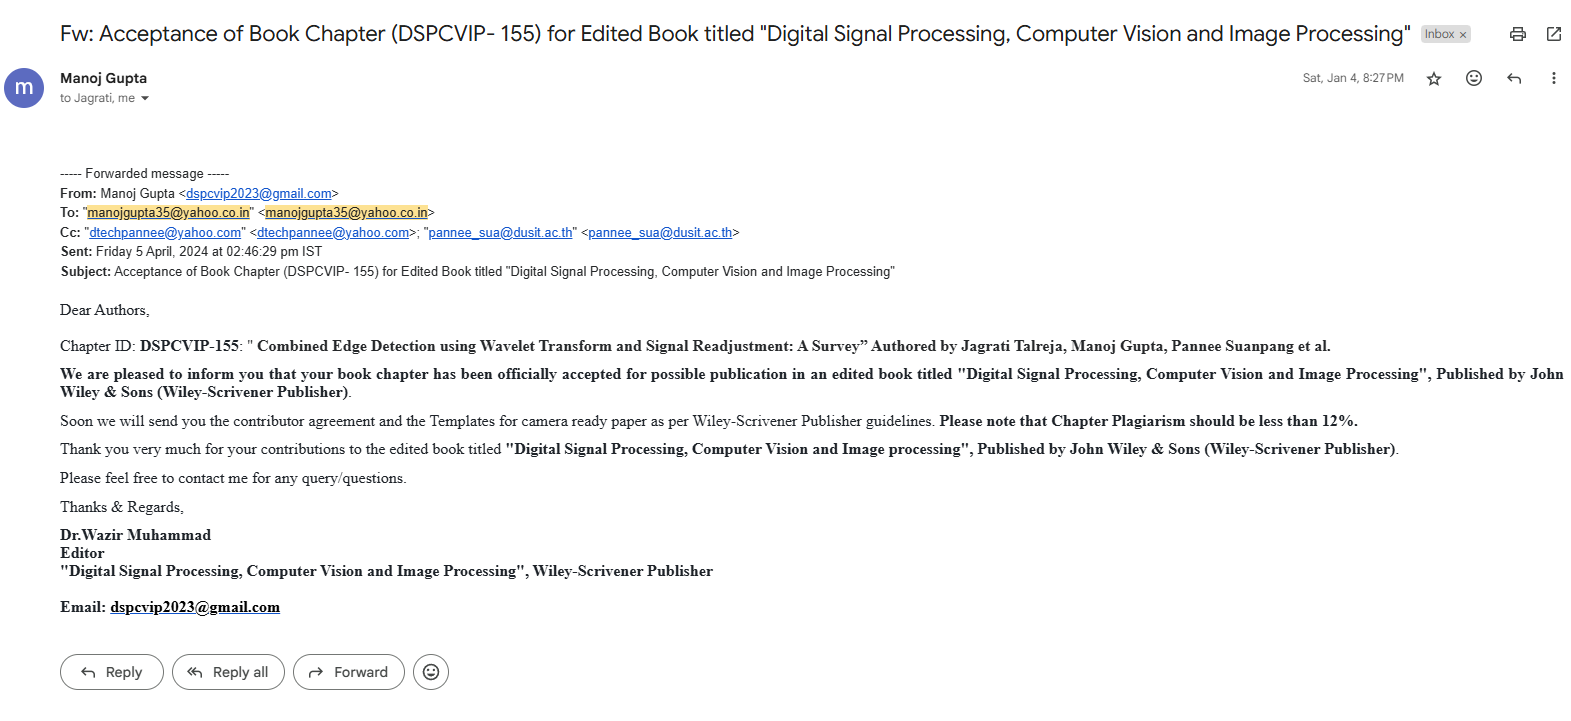 Fw: Acceptance of Book Chapter (DSPCVIP- 155) for Edited Book titled "Digital Signal Processing, Computer Vision and Image Processing" Inbox ×
m
Manoj Gupta
Sat, Jan 4, 8:27 PM
to Jagrati, me
----- Forwarded message -----
From: Manoj Gupta <dspcvip2023@gmail.com>
To: "manojgupta35@yahoo.co.in" <manojgupta35@yahoo.co.in>
Cc: "dtechpannee@yahoo.com" <dtechpannee@yahoo.com>; "pannee_sua@dusit.ac.th" <pannee_sua@dusit.ac.th>
Sent: Friday 5 April, 2024 at 02:46:29 pm IST
Subject: Acceptance of Book Chapter (DSPCVIP- 155) for Edited Book titled "Digital Signal Processing, Computer Vision and Image Processing"
Dear Authors,
Chapter ID: DSPCVIP-155: " Combined Edge Detection using Wavelet Transform and Signal Readjustment: A Survey” Authored by Jagrati Talreja, Manoj Gupta, Pannee Suanpang et al.
We are pleased to inform you that your book chapter has been officially accepted for possible publication in an edited book titled "Digital Signal Processing, Computer Vision and Image Processing", Published by John
Wiley & Sons (Wiley-Scrivener Publisher).
Soon we will send you the contributor agreement and the Templates for camera ready paper as per Wiley-Scrivener Publisher guidelines. Please note that Chapter Plagiarism should be less than 12%.
Thank you very much for your contributions to the edited book titled "Digital Signal Processing, Computer Vision and Image processing", Published by John Wiley & Sons (Wiley-Scrivener Publisher).
Please feel free to contact me for any query/questions.
Thanks & Regards,
Dr.Wazir Muhammad
Editor
"Digital Signal Processing, Computer Vision and Image Processing", Wiley-Scrivener Publisher
Email: dspcvip2023@gmail.com
Reply
Reply all
Forward